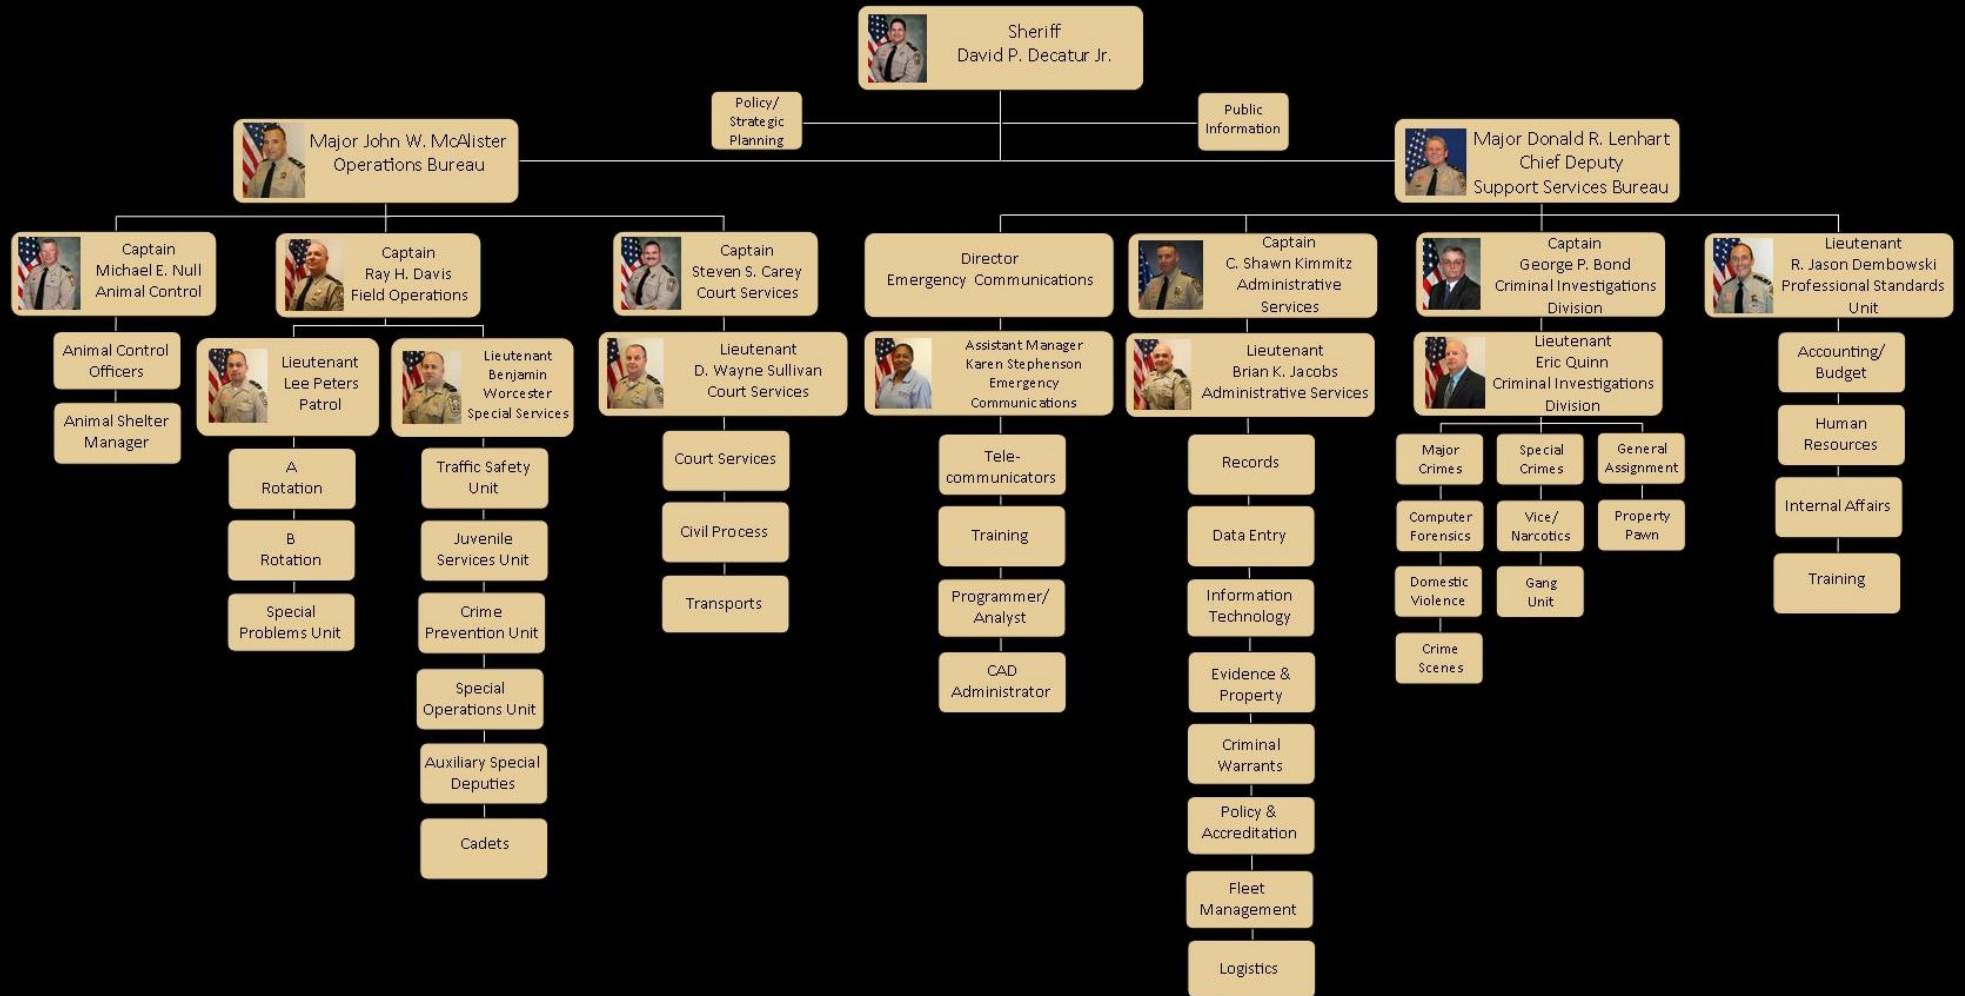 Sheriff
David P. Decatur Jr.
Policy/
Strategic
Planning
Public
Information
Major John W. McAlister
Operations Bureau
Major Donald R. Lenhart
Chief Deputy
Support Services Bureau
Captain
Michael E. Null
Animal Control
Captain
Ray H. Davis
Field Operations
Captain
Steven S. Carey
Court Services
Director
Emergency Communications
Captain
C. Shawn Kimmitz
Administrative
Services
Captain
George P. Bond
Criminal Investigations
Division
Lieutenant
R. Jason Dembowski
Professional Standards
Unit
Animal Control
Officers
Animal Shelter
Manager
Lieutenant
Lee Peters
Patrol
A
Rotation
B
Rotation
Special
Problems Unit
Lieutenant
Benjamin
Worcester
Special Services
Traffic Safety
Unit
Juvenile
Services Unit
Crime
Prevention Unit
Special
Operations Unit
Auxiliary Special
Deputies
Cadets
Lieutenant
D. Wayne Sullivan
Court Services
Court Services
Civil Process
Transports
Assistant Manager
Karen Stephenson
Emergency
Communications
Tele-
communicators
Training
Programmer/
Analyst
CAD
Administrator
Lieutenant
Brian K. Jacobs
Administrative Services
Records
Data Entry
Information
Technology
Evidence &
Property
Criminal
Warrants
Policy &
Accreditation
Fleet
Management
Logistics
Lieutenant
Eric Quinn
Criminal Investigations
Division
Major
Crimes
Computer
Forensics
Domestic
Violence
Crime
Scenes
Special
Crimes
Vice/
Narcotics
Gang
Unit
General
Assignment
Property
Pawn
Accounting/
Budget
Human
Resources
Internal Affairs
Training